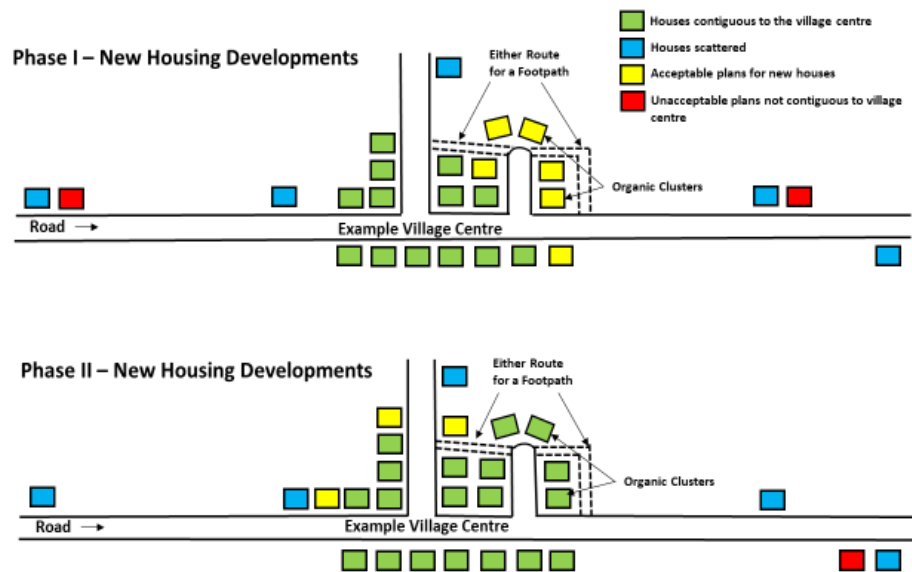 Houses contiguous to the village centre
Phase I – New Housing Developments
Either Route
for a Footpath
Houses scattered
Acceptable plans for new houses
Unacceptable plans not contiguous to village
centre
Organic Clusters
Road
Example Village Centre
Phase II – New Housing Developments
Either Route
for a Footpath
Organic Clusters
Road
Example Village Centre